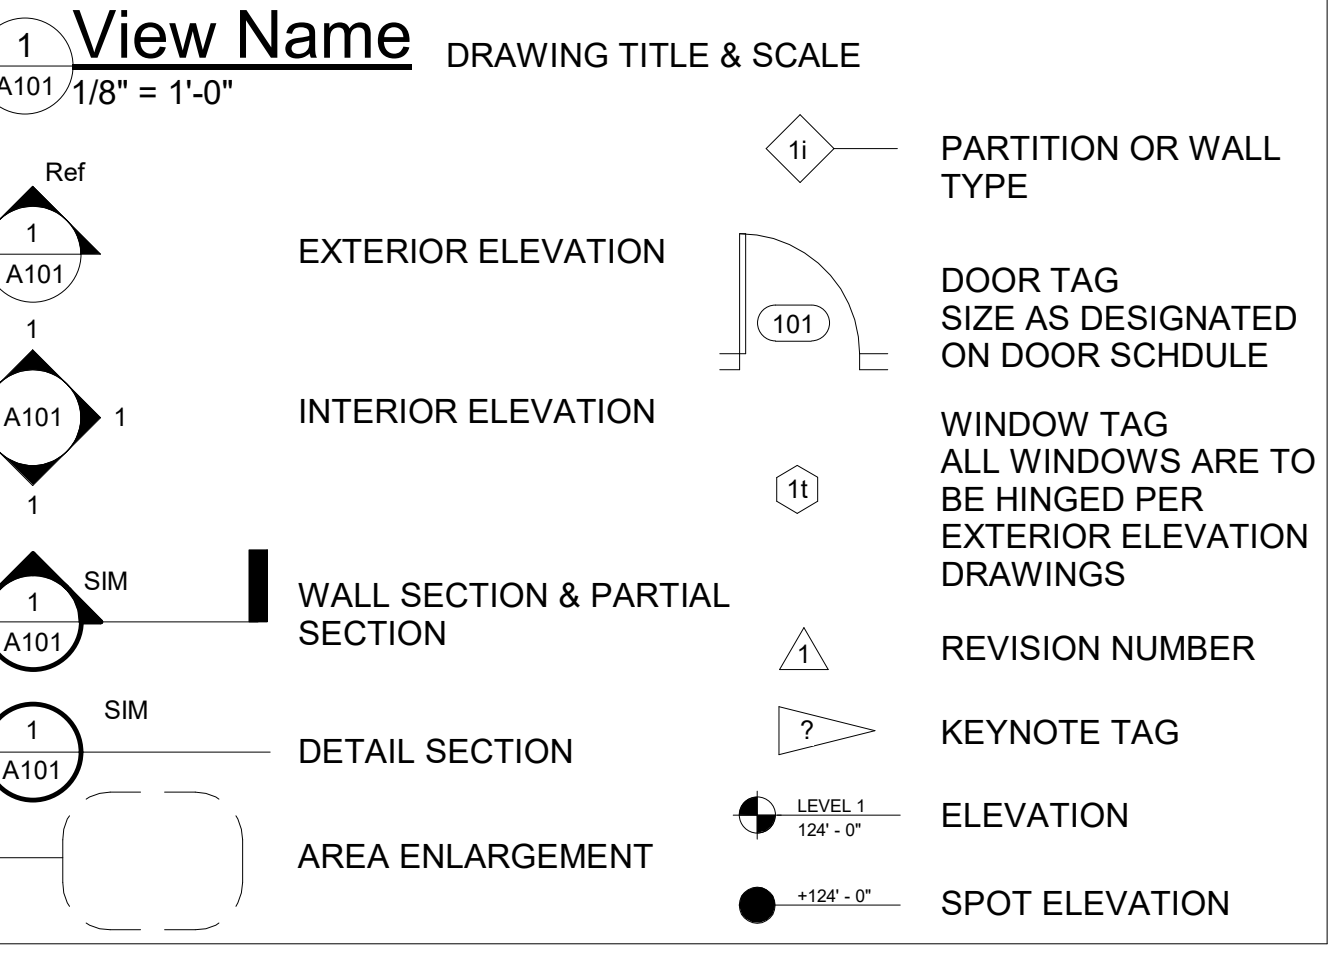 1
A101
View Name
1/8" = 1'-0"
DRAWING TITLE & SCALE
Ref
1
A101
EXTERIOR ELEVATION
1
A101
1
1
INTERIOR ELEVATION
SIM
1
A101
WALL SECTION & PARTIAL
SECTION
SIM
1
A101
DETAIL SECTION
AREA ENLARGEMENT
1i
PARTITION OR WALL
TYPE
101
DOOR TAG
SIZE AS DESIGNATED
ON DOOR SCHDULE
1t
WINDOW TAG
ALL WINDOWS ARE TO
BE HINGED PER
EXTERIOR ELEVATION
DRAWINGS
1
REVISION NUMBER
?
KEYNOTE TAG
LEVEL 1
124' - 0"
ELEVATION
+124' - 0"
SPOT ELEVATION